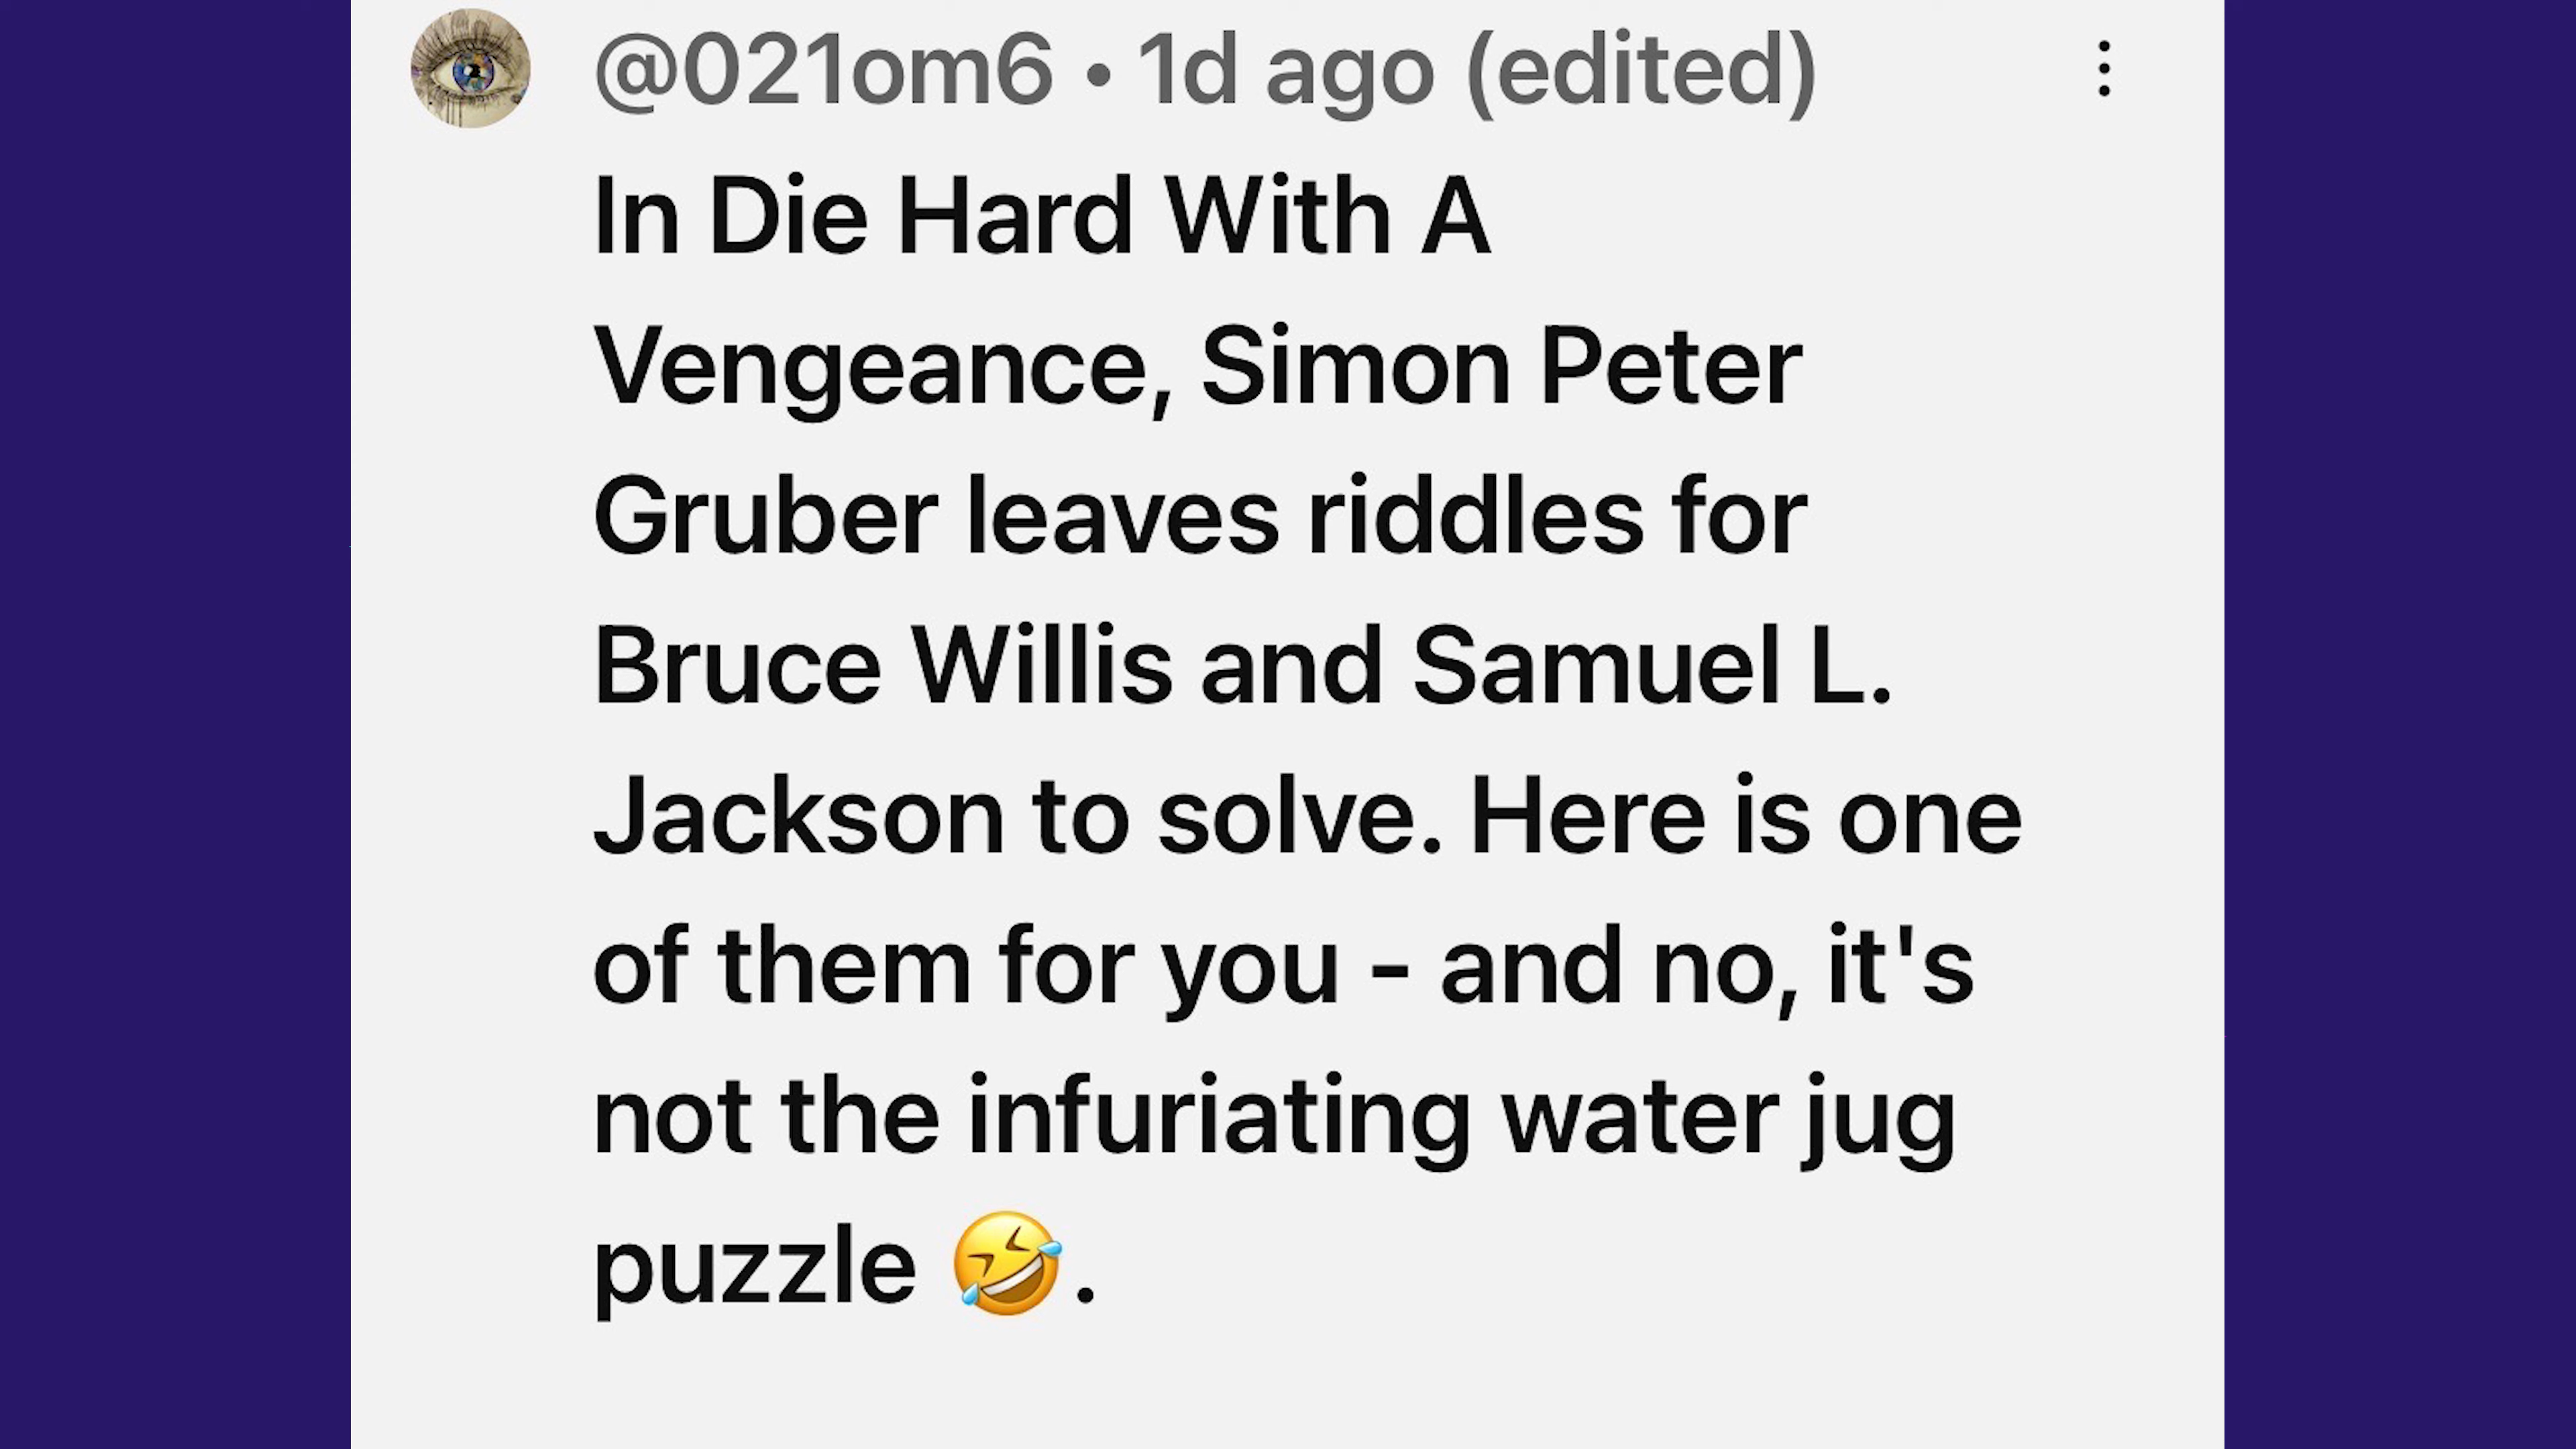 @021om6 • 1d ago (edited)
In Die Hard With A
Vengeance, Simon Peter
Gruber leaves riddles for
Bruce Willis and Samuel L.
Jackson to solve. Here is one
of them for you - and no, it's
not the infuriating water jug
puzzle 🤣.